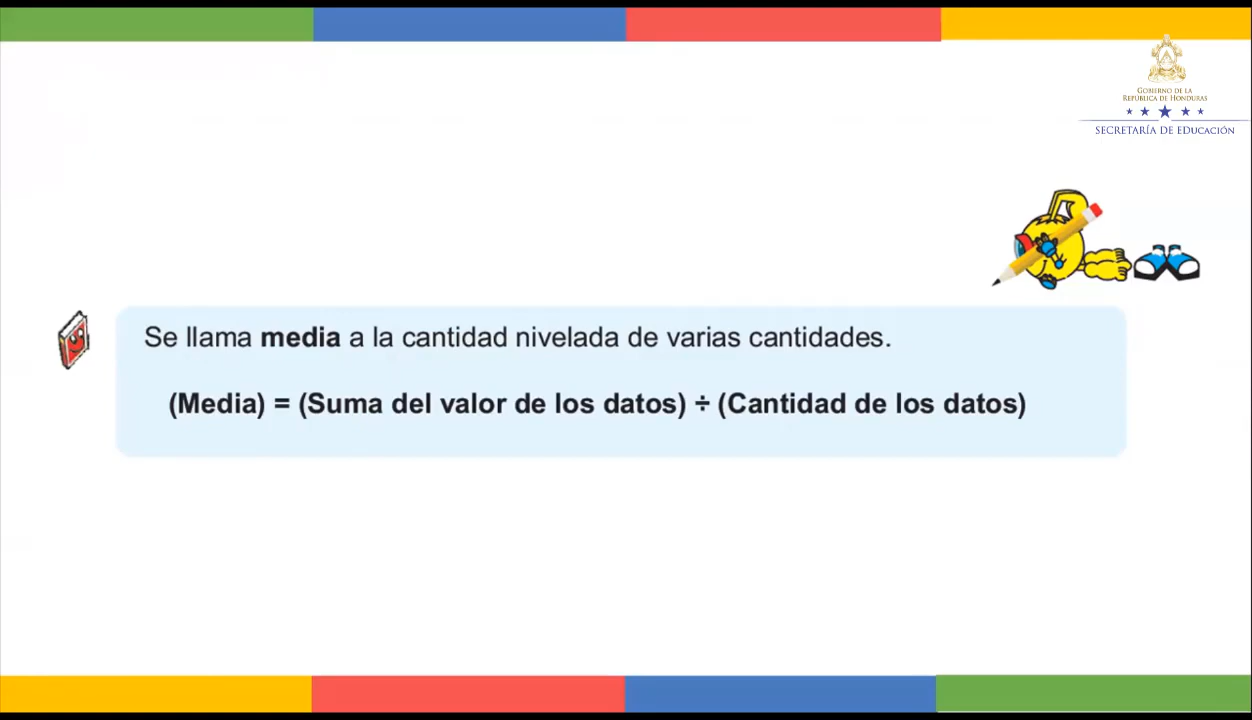 GOBIERNO DE LA
REPÚBLICA DE HONDURAS
SECRETARÍA DE EDUCACIÓN
Se llama media a la cantidad nivelada de varias cantidades.
(Media) = (Suma del valor de los datos) ÷ (Cantidad de los datos)